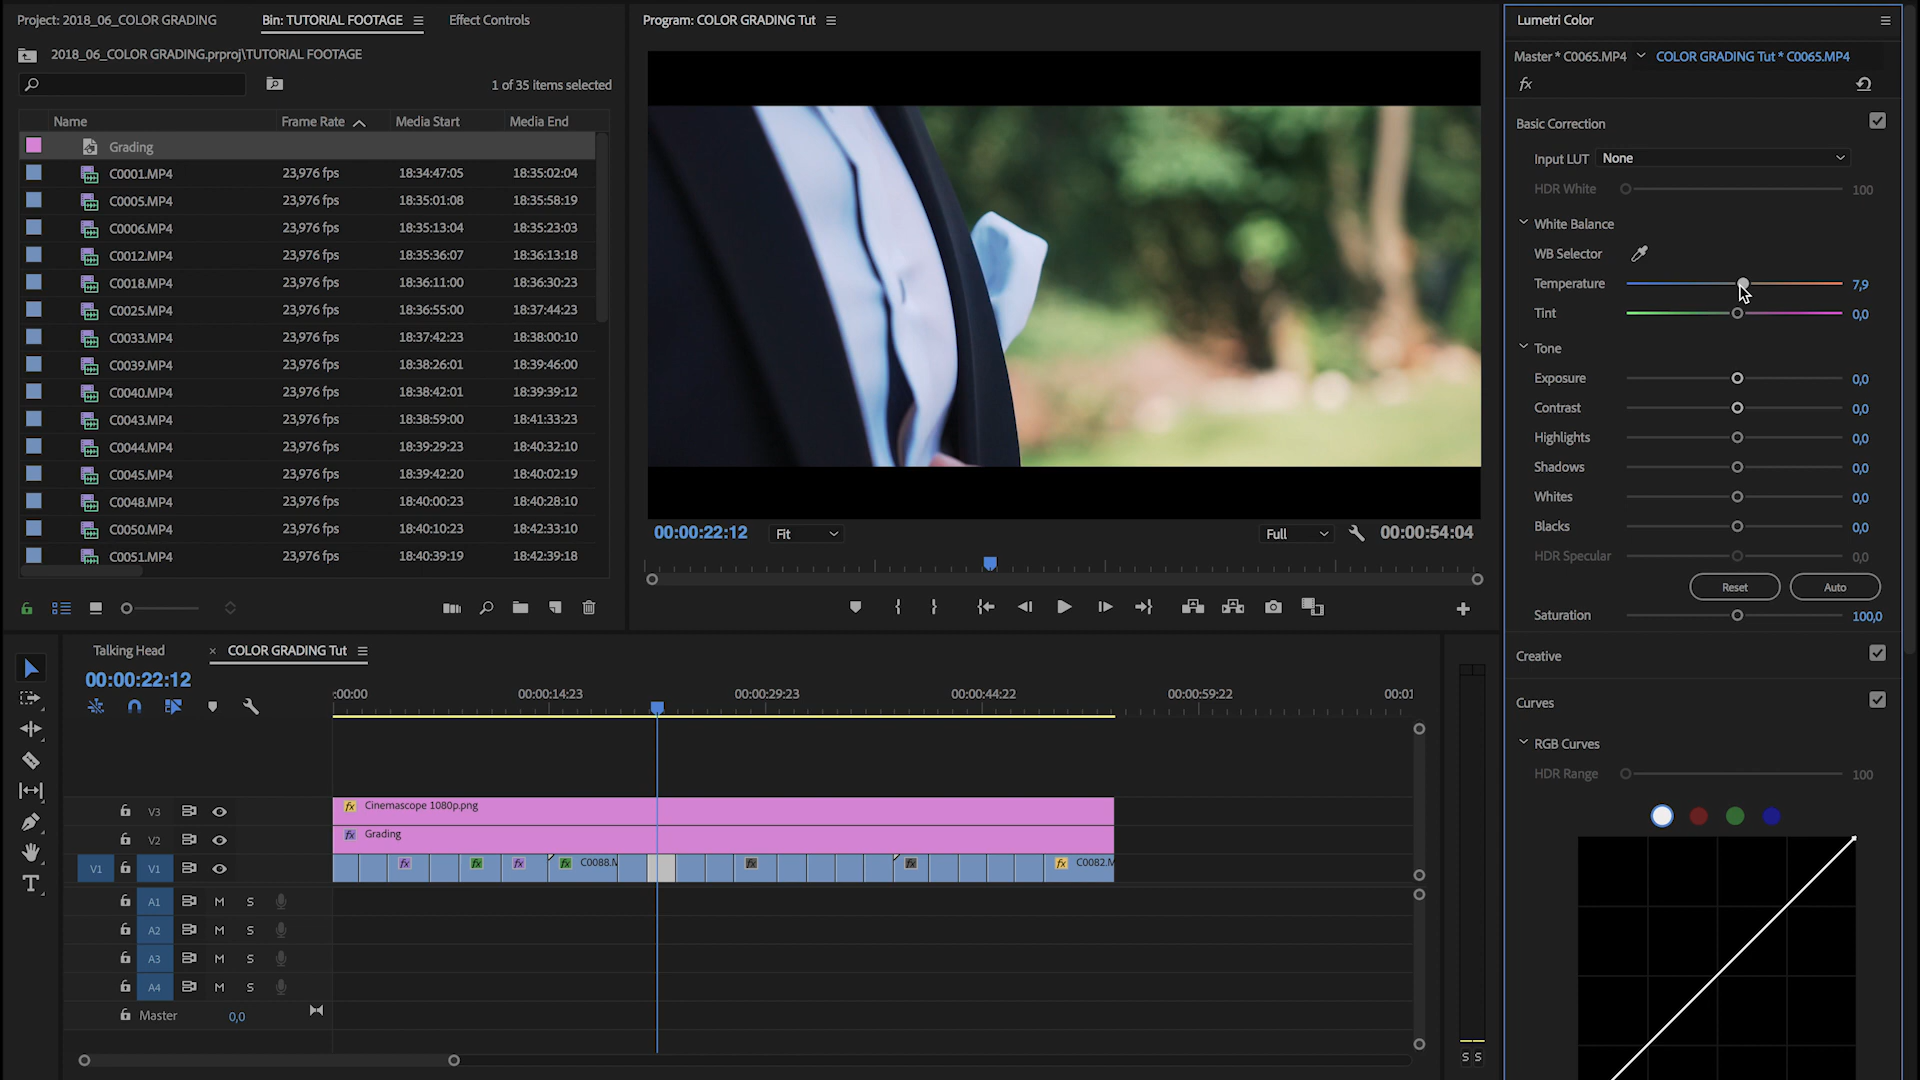 Project: 2018_06_COLOR GRADING
Bin: TUTORIAL FOOTAGE
Effect Controls
2018_06_COLOR GRADING.prproj\TUTORIAL FOOTAGE
1 of 35 items selected
Name Frame Rate Media Start Media End
Grading
C0001.MP4 23,976 fps 18:34:47:05 18:35:02:04
C0005.MP4 23,976 fps 18:35:01:08 18:35:58:19
C0006.MP4 23,976 fps 18:35:13:04 18:35:23:03
C0012.MP4 23,976 fps 18:35:36:07 18:36:13:18
C0018.MP4 23,976 fps 18:36:11:00 18:36:30:23
C0025.MP4 23,976 fps 18:36:55:00 18:37:44:23
C0033.MP4 23,976 fps 18:37:42:23 18:38:00:10
C0039.MP4 23,976 fps 18:38:26:01 18:39:46:00
C0040.MP4 23,976 fps 18:38:42:01 18:39:39:12
C0043.MP4 23,976 fps 18:38:59:00 18:41:33:23
C0044.MP4 23,976 fps 18:39:29:23 18:40:32:10
C0045.MP4 23,976 fps 18:39:42:20 18:40:02:19
C0048.MP4 23,976 fps 18:40:00:23 18:40:28:10
C0050.MP4 23,976 fps 18:40:10:23 18:42:33:10
C0051.MP4 23,976 fps 18:40:39:19 18:42:39:18
Program: COLOR GRADING Tut
00:00:22:12 Fit Full 00:00:54:04
Lumetri Color
Master * C0065.MP4 COLOR GRADING Tut * C0065.MP4
fx
Basic Correction
Input LUT None
HDR White 100
White Balance
WB Selector
Temperature 7,9
Tint 0,0
Tone
Exposure 0,0
Contrast 0,0
Highlights 0,0
Shadows 0,0
Whites 0,0
Blacks 0,0
HDR Specular 0,0
Reset Auto
Saturation 100,0
Creative
Curves
RGB Curves
HDR Range 100
Talking Head × COLOR GRADING Tut
00:00:22:12
:00:00 00:00:14:23 00:00:29:23 00:00:44:22 00:00:59:22 00:01
V3 fx Cinemascope 1080p.png
V2 fx Grading
V1 V1 fx fx fx fx C0088.M fx fx fx C0082.M
A1 M S
A2 M S
A3 M S
A4 M S
Master 0,0
S S